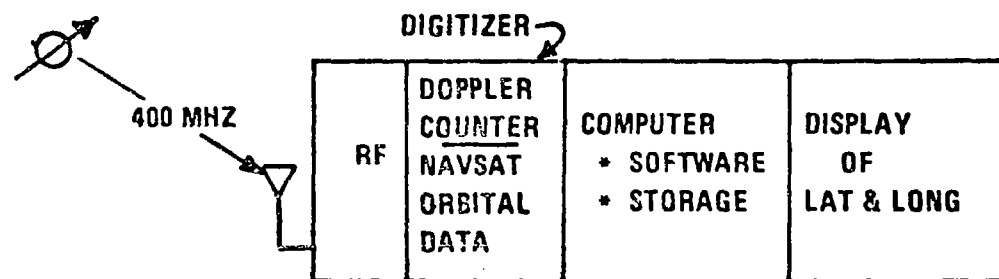 DIGITIZER
400 MHZ
RF
DOPPLER
COUNTER
NAVSAT
ORBITAL
DATA
COMPUTER
* SOFTWARE
* STORAGE
DISPLAY
OF
LAT & LONG